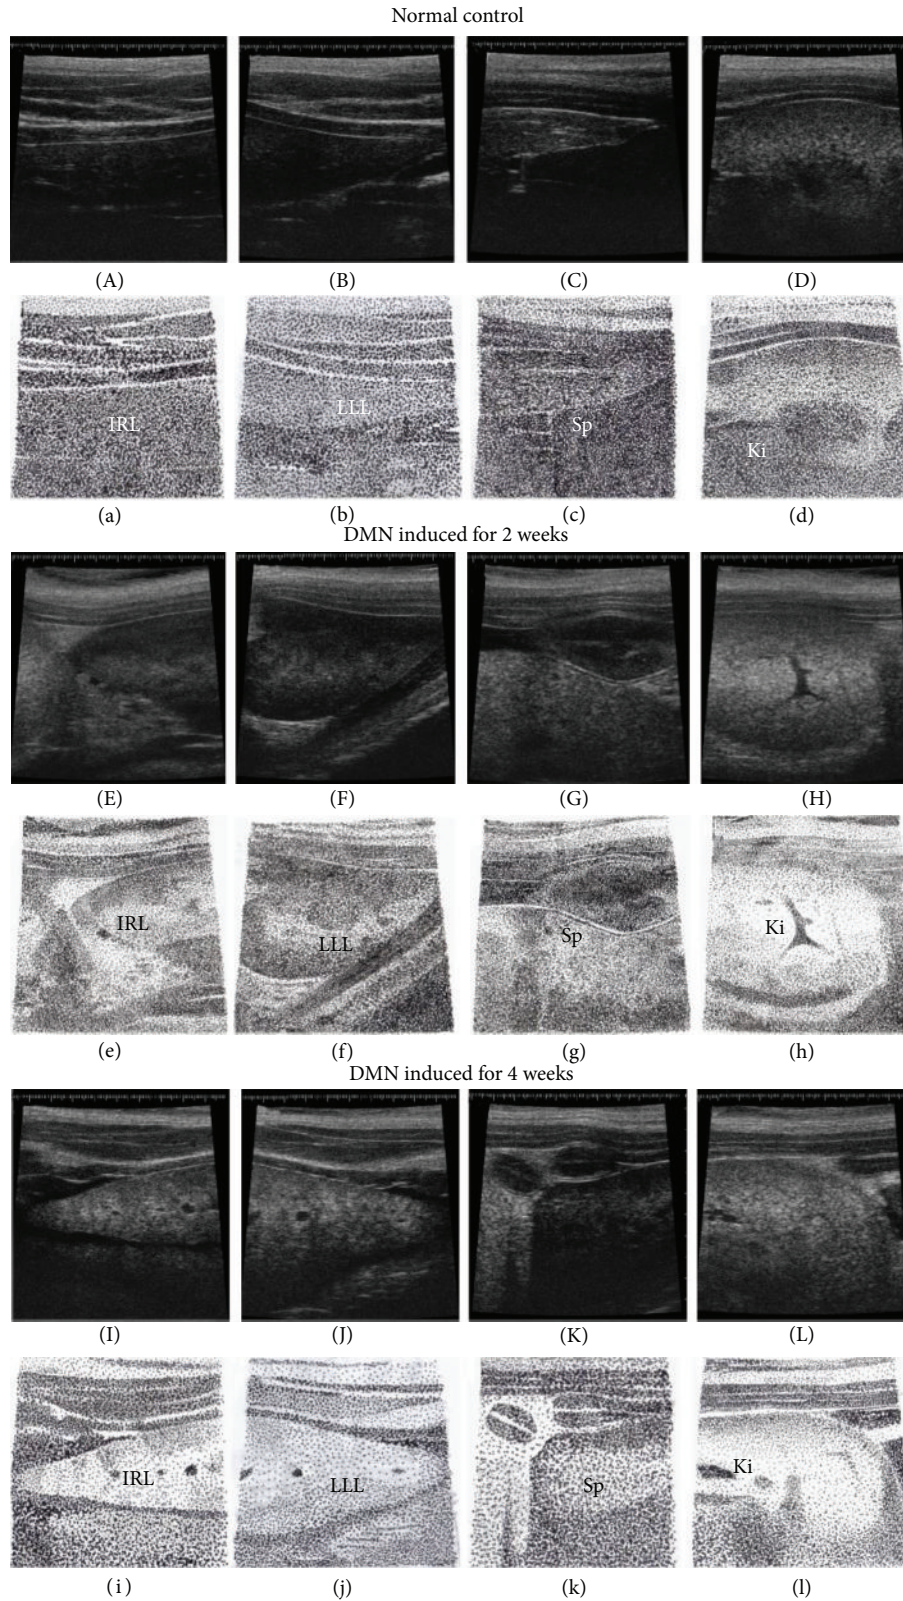 Normal control
(A) (B) (C) (D)
IRL LLL Sp Ki
(a) (b) (c) (d)
DMN induced for 2 weeks
(E) (F) (G) (H)
IRL LLL Sp Ki
(e) (f) (g) (h)
DMN induced for 4 weeks
(I) (J) (K) (L)
IRL LLL Sp Ki
(i) (j) (k) (l)